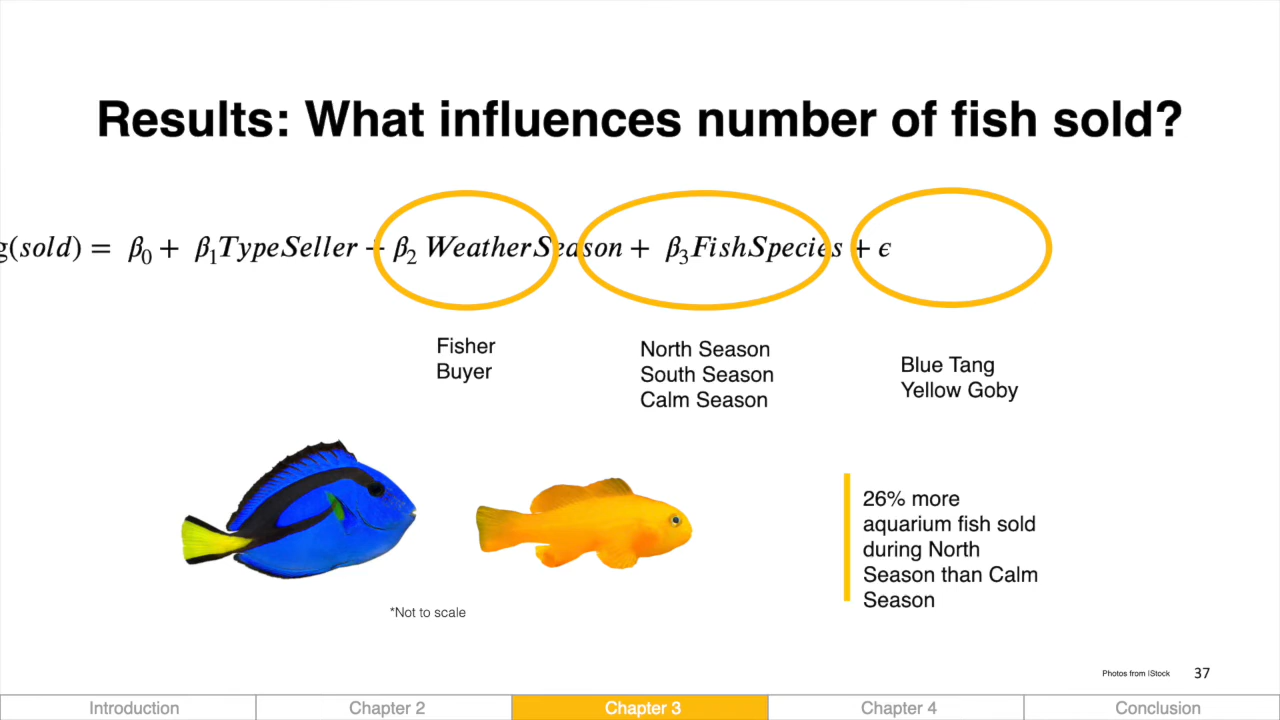 Results: What influences number of fish sold?
g(sold) = β0 + β1TypeSeller + β2 WeatherSeason + β3FishSpecies + ϵ
Fisher
Buyer
North Season
South Season
Calm Season
Blue Tang
Yellow Goby
26% more
aquarium fish sold
during North
Season than Calm
Season
*Not to scale
Photos from IStock
37
Introduction
Chapter 2
Chapter 3
Chapter 4
Conclusion